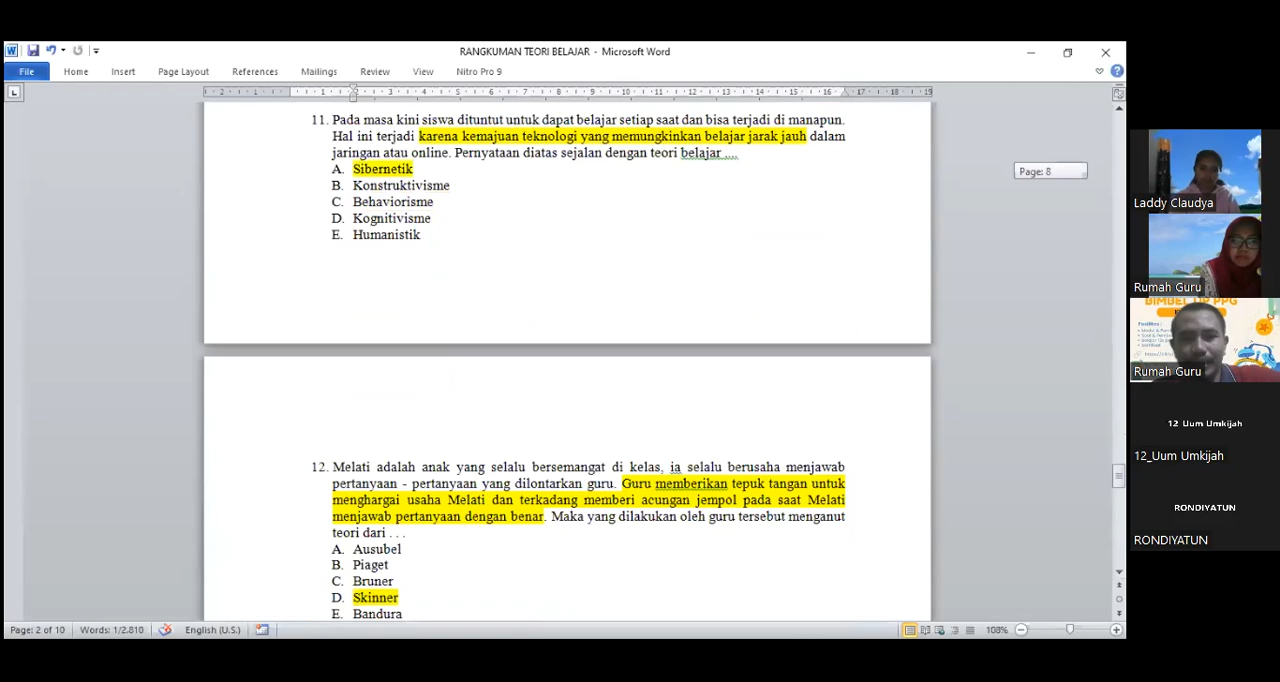 RANGKUMAN TEORI BELAJAR - Microsoft Word
File Home Insert Page Layout References Mailings Review View Nitro Pro 9
11. Pada masa kini siswa dituntut untuk dapat belajar setiap saat dan bisa terjadi di manapun.
Hal ini terjadi karena kemajuan teknologi yang memungkinkan belajar jarak jauh dalam
jaringan atau online. Pernyataan diatas sejalan dengan teori belajar ....
A. Sibernetik
B. Konstruktivisme
C. Behaviorisme
D. Kognitivisme
E. Humanistik
Page: 8
12. Melati adalah anak yang selalu bersemangat di kelas, ia selalu berusaha menjawab
pertanyaan - pertanyaan yang dilontarkan guru. Guru memberikan tepuk tangan untuk
menghargai usaha Melati dan terkadang memberi acungan jempol pada saat Melati
menjawab pertanyaan dengan benar. Maka yang dilakukan oleh guru tersebut menganut
teori dari . . .
A. Ausubel
B. Piaget
C. Bruner
D. Skinner
E. Bandura
Page: 2 of 10 Words: 1/2.810 English (U.S.) 108%
Laddy Claudya
Rumah Guru
BIMBEL UP PPG
Rumah Guru
12 Uum Umkijah
12_Uum Umkijah
RONDIYATUN
RONDIYATUN